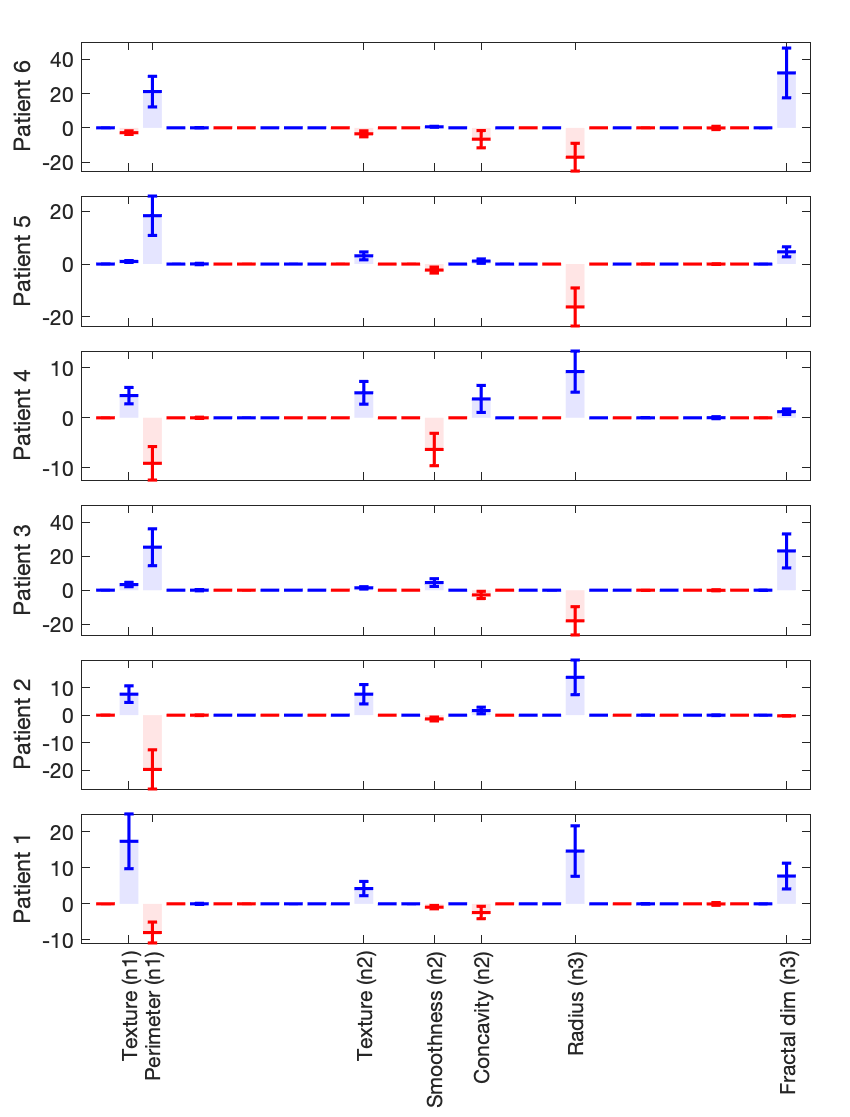 Patient 6
40
20
0
-20
Patient 5
20
0
-20
Patient 4
10
0
-10
Patient 3
40
20
0
-20
Patient 2
10
0
-10
-20
Patient 1
20
10
0
-10
Texture (n1)
Perimeter (n1)
Texture (n2)
Smoothness (n2)
Concavity (n2)
Radius (n3)
Fractal dim (n3)